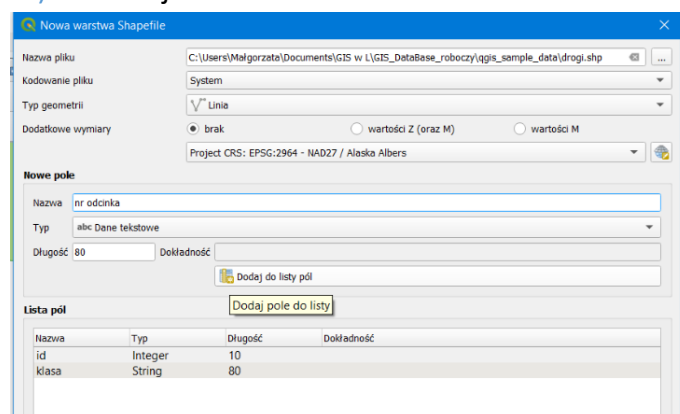 Nowa warstwa Shapefile
Nazwa pliku C:\Users\Małgorzata\Documents\GIS w L\GIS_DataBase_roboczy\qgis_sample_data\drogi.shp ...
Kodowanie pliku System
Typ geometrii Linia
Dodatkowe wymiary brak wartości Z (oraz M) wartości M
Project CRS: EPSG:2964 - NAD27 / Alaska Albers
Nowe pole
Nazwa nr odcinka
Typ abc Dane tekstowe
Długość 80 Dokładność
Dodaj do listy pól
Dodaj pole do listy
Lista pól
Nazwa Typ Długość Dokładność
id Integer 10
klasa String 80